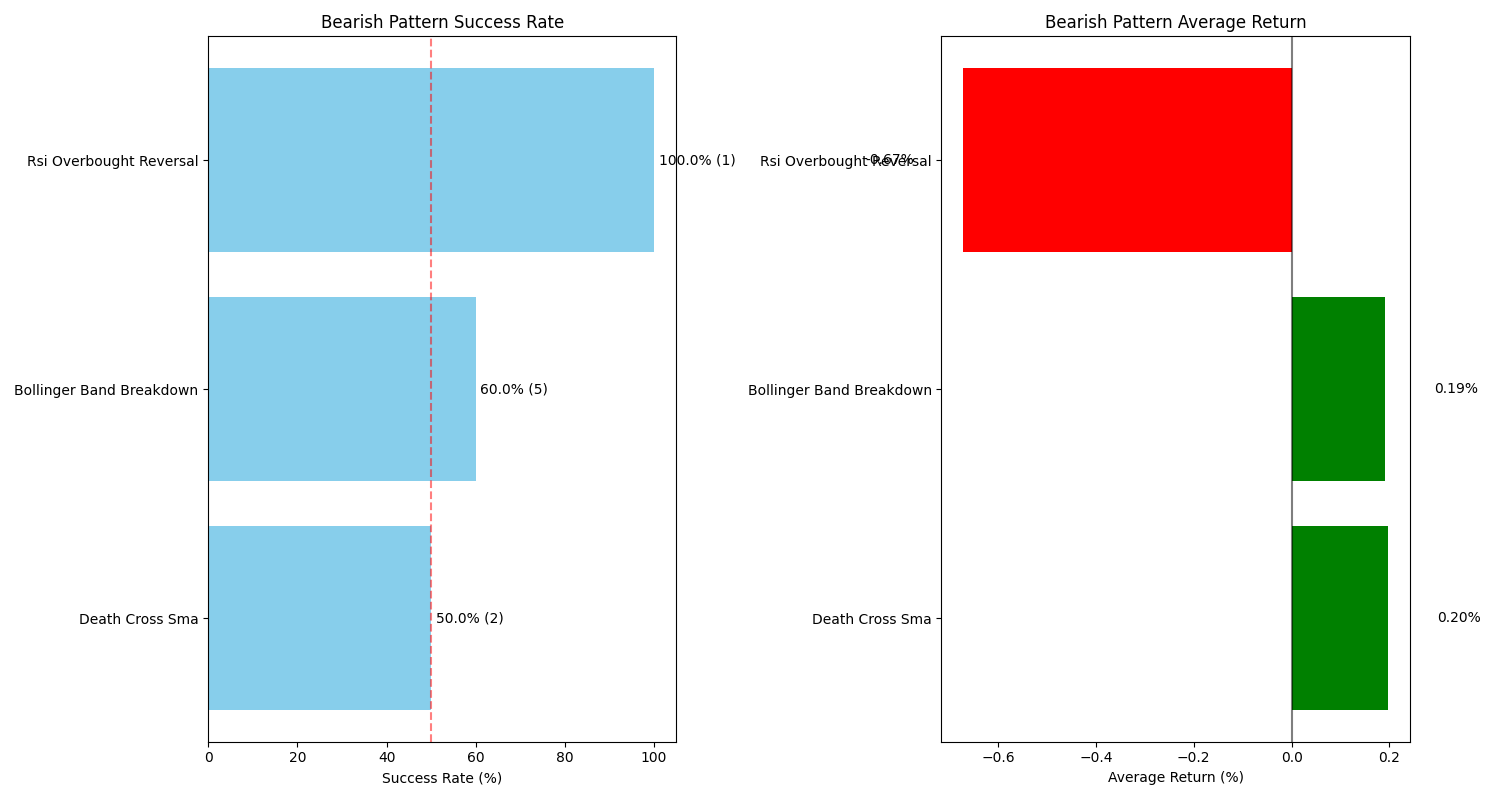 Bearish Pattern Success Rate
Rsi Overbought Reversal
100.0% (1)
Bollinger Band Breakdown
60.0% (5)
Death Cross Sma
50.0% (2)
0 20 40 60 80 100
Success Rate (%)
Bearish Pattern Average Return
Rsi Overbought Reversal
-0.67%
Bollinger Band Breakdown
0.19%
Death Cross Sma
0.20%
−0.6 −0.4 −0.2 0.0 0.2
Average Return (%)